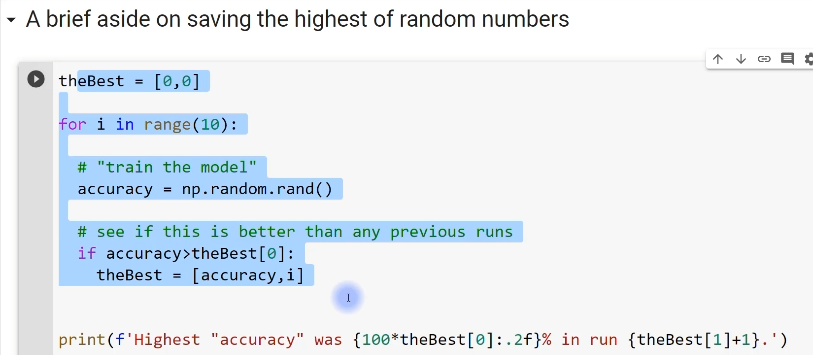 A brief aside on saving the highest of random numbers
theBest = [0,0]
for i in range(10):
# "train the model"
accuracy = np.random.rand()
# see if this is better than any previous runs
if accuracy>theBest[0]:
theBest = [accuracy,i]
print(f'Highest "accuracy" was {100*theBest[0]:.2f}% in run {theBest[1]+1}.')